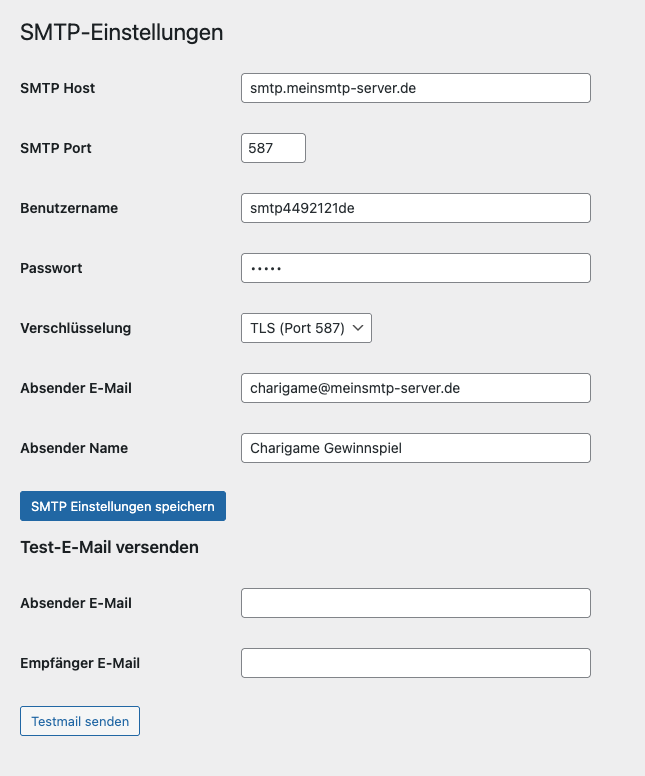 SMTP-Einstellungen
SMTP Host smtp.meinsmtp-server.de
SMTP Port 587
Benutzername smtp4492121de
Passwort •••••
Verschlüsselung TLS (Port 587)
Absender E-Mail charigame@meinsmtp-server.de
Absender Name Charigame Gewinnspiel
SMTP Einstellungen speichern
Test-E-Mail versenden
Absender E-Mail
Empfänger E-Mail
Testmail senden